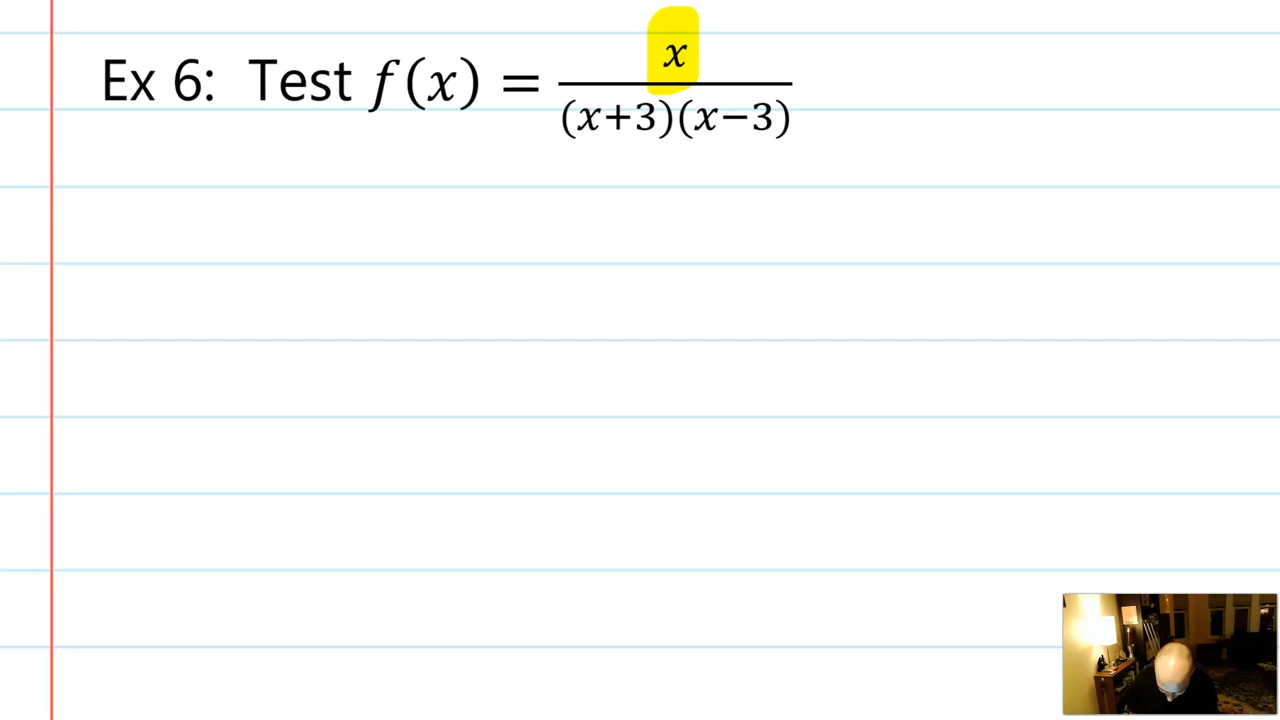 Ex 6: Test f(x) = x/((x+3)(x−3))